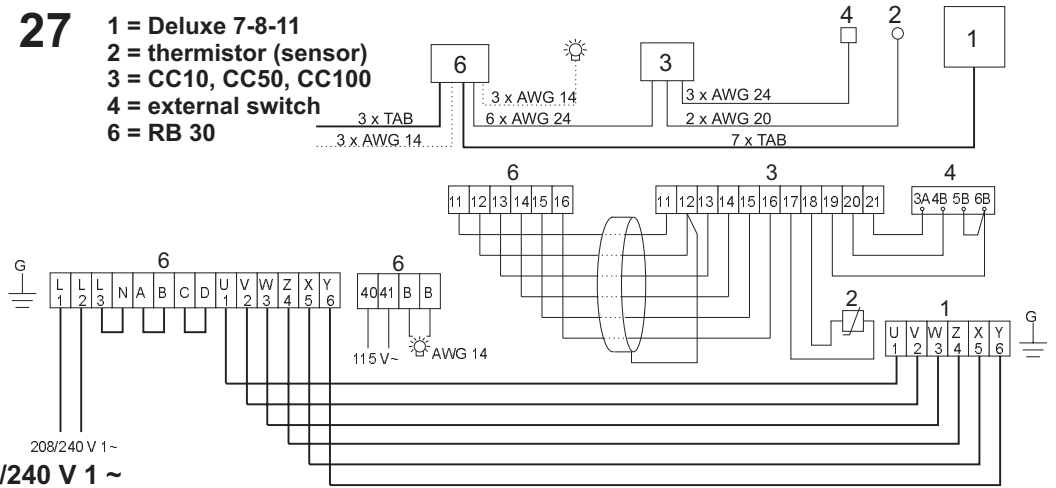 27
1 = Deluxe 7-8-11
2 = thermistor (sensor)
3 = CC10, CC50, CC100
4 = external switch
6 = RB 30
4 2
6 3 1
3 x AWG 14
3 x AWG 24
3 x TAB
6 x AWG 24
2 x AWG 20
3 x AWG 14
7 x TAB
6 3 4
11 12 13 14 15 16
11 12 13 14 15 16 17 18 19 20 21
3A 4B 5B 6B
G
6
6
L1 L2 L3 N A B C D U1 V2 W3 Z4 X5 Y6
40 41 B B
2
1
G
U1 V2 W3 Z4 X5 Y6
115 V~
AWG 14
208/240 V 1~
/240 V 1 ~